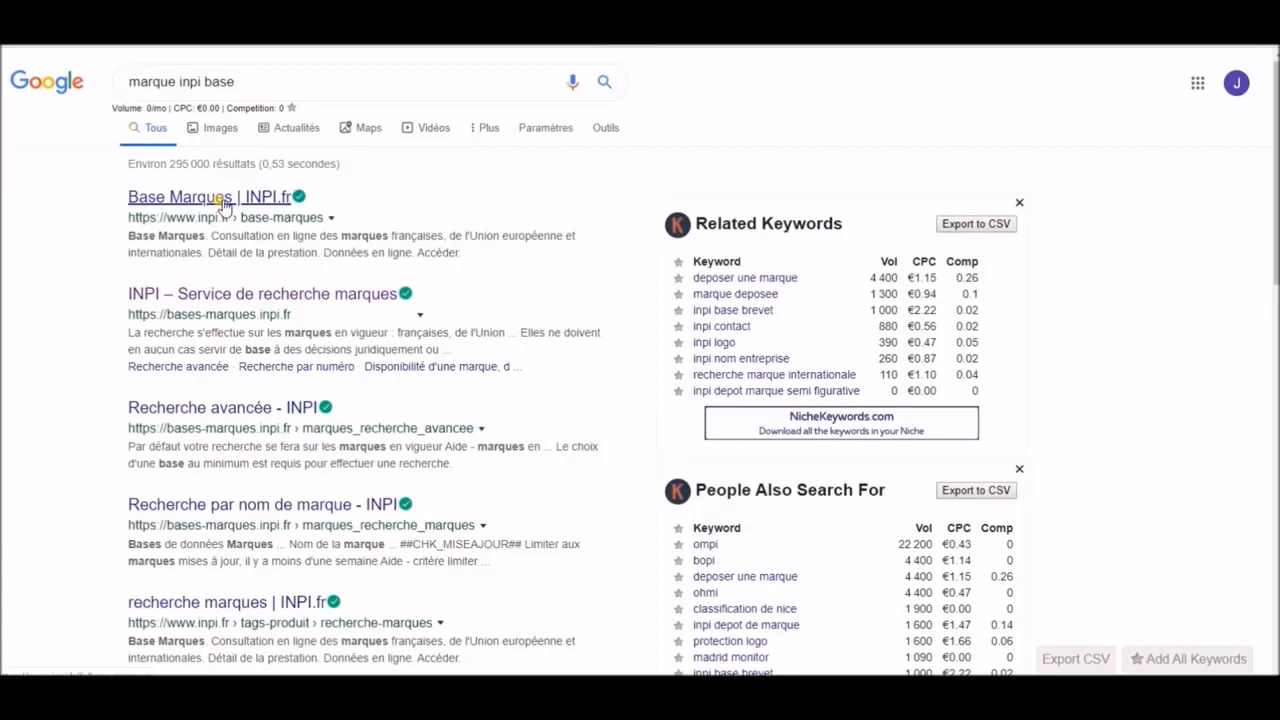 Google
marque inpi base
J
Volume: 0/mo | CPC: €0.00 | Competition: 0
Tous Images Actualités Maps Vidéos Plus Paramètres Outils
Environ 295 000 résultats (0,53 secondes)
Base Marques | INPI.fr
https://www.inpi. › base-marques
Base Marques. Consultation en ligne des marques françaises, de l'Union européenne et
internationales. Détail de la prestation. Données en ligne. Accéder.
INPI – Service de recherche marques
https://bases-marques.inpi.fr
La recherche s'effectue sur les marques en vigueur : françaises, de l'Union ... Elles ne doivent
en aucun cas servir de base à des décisions juridiquement ou ...
Recherche avancée · Recherche par numéro · Disponibilité d'une marque, d ...
Recherche avancée - INPI
https://bases-marques.inpi.fr › marques_recherche_avancee
Par défaut votre recherche se fera sur les marques en vigueur Aide - marques en ... Le choix
d'une base au minimum est requis pour effectuer une recherche.
Recherche par nom de marque - INPI
https://bases-marques.inpi.fr › marques_recherche_marques
Bases de données Marques ... Nom de la marque ... ##CHK_MISEAJOUR## Limiter aux
marques mises à jour, il y a moins d'une semaine Aide - critère limiter ...
recherche marques | INPI.fr
https://www.inpi.fr › tags-produit › recherche-marques
Base Marques. Consultation en ligne des marques françaises, de l'Union européenne et
internationales. Détail de la prestation. Données en ligne. Accéder.
K Related Keywords Export to CSV
Keyword Vol CPC Comp
deposer une marque 4 400 €1.15 0.26
marque deposee 1 300 €0.94 0.1
inpi base brevet 1 000 €2.22 0.02
inpi contact 880 €0.56 0.02
inpi logo 390 €0.47 0.05
inpi nom entreprise 260 €0.87 0.02
recherche marque internationale 110 €1.10 0.04
inpi depot marque semi figurative 0 €0.00 0
NicheKeywords.com
Download all the keywords in your Niche
K People Also Search For Export to CSV
Keyword Vol CPC Comp
ompi 22 200 €0.43 0
bopi 4 400 €1.14 0
deposer une marque 4 400 €1.15 0.26
ohmi 4 400 €0.47 0
classification de nice 1 900 €0.00 0
inpi depot de marque 1 600 €1.47 0.14
protection logo 1 600 €1.66 0.06
madrid monitor 1 090 €0.00 0
inpi base brevet 1 000 €2.22 0.02
Export CSV Add All Keywords